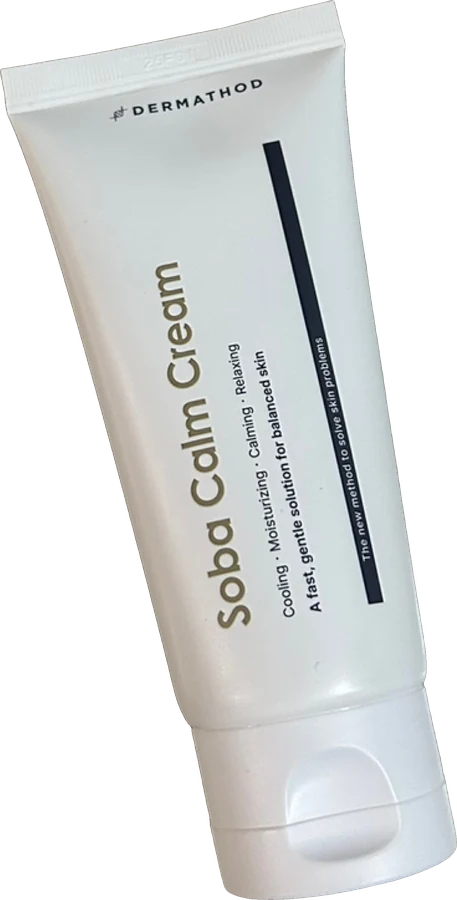 DERMATHOD
Soba Calm Cream
Cooling · Moisturizing · Calming · Relaxing
A fast, gentle solution for balanced skin
The new method to solve skin problems